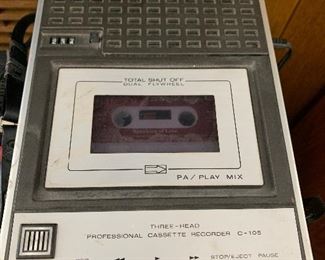 TOTAL SHUT OFF
DUAL FLYWHEEL
PA/PLAY MIX
THREE-HEAD
PROFESSIONAL CASSETTE RECORDER C-105
STOP/EJECT PAUSE